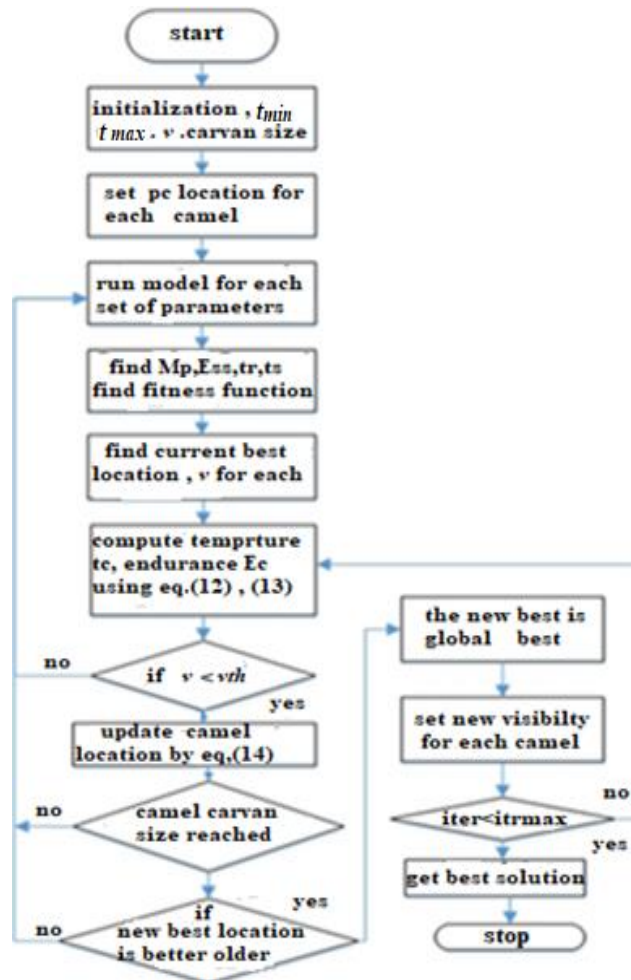 start
initialization , tmin
t max . v .carvan size
set pc location for
each camel
run model for each
set of parameters
find Mp,Ess,tr,ts
find fitness function
find current best
location , v for each
compute temprture
tc, endurance Ec
using eq.(12) , (13)
no
if v < vth
yes
update camel
location by eq,(14)
no
camel carvan
size reached
yes
if
new best location
is better older
no
the new best is
global best
set new visibilty
for each camel
no
iter<itrmax
yes
get best solution
stop